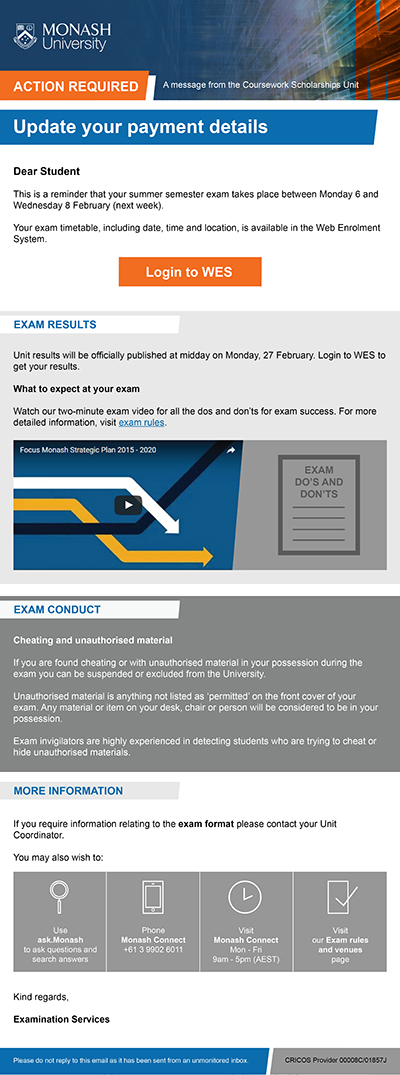 MONASH
University
ACTION REQUIRED
A message from the Coursework Scholarships Unit
Update your payment details
Dear Student
This is a reminder that your summer semester exam takes place between Monday 6 and
Wednesday 8 February (next week).
Your exam timetable, including date, time and location, is available in the Web Enrolment
System.
Login to WES
EXAM RESULTS
Unit results will be officially published at midday on Monday, 27 February. Login to WES to
get your results.
What to expect at your exam
Watch our two-minute exam video for all the dos and don'ts for exam success. For more
detailed information, visit exam rules.
Focus Monash Strategic Plan 2015 - 2020
EXAM
DO'S AND
DON'TS
EXAM CONDUCT
Cheating and unauthorised material
If you are found cheating or with unauthorised material in your possession during the
exam you can be suspended or excluded from the University.
Unauthorised material is anything not listed as 'permitted' on the front cover of your
exam. Any material or item on your desk, chair or person will be considered to be in your
possession.
Exam invigilators are highly experienced in detecting students who are trying to cheat or
hide unauthorised materials.
MORE INFORMATION
If you require information relating to the exam format please contact your Unit
Coordinator.
You may also wish to:
Use
ask.Monash
to ask questions and
search answers
Phone
Monash Connect
+61 3 9902 6011
Visit
Monash Connect
Mon - Fri
9am - 5pm (AEST)
Visit
our Exam rules
and venues
page
Kind regards,
Examination Services
Please do not reply to this email as it has been sent from an unmonitored inbox.
CRICOS Provider 00008C/01857J